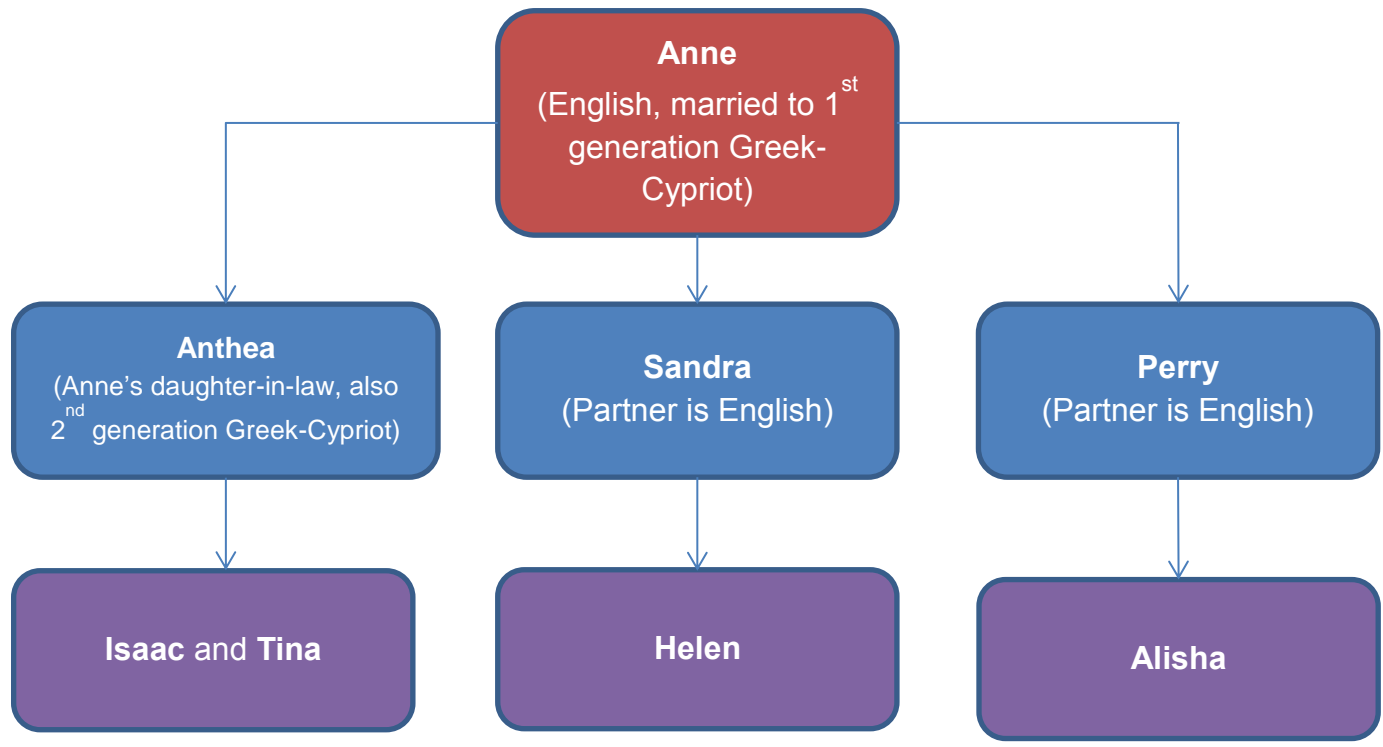 Anne
(English, married to 1st
generation Greek-
Cypriot)
Anthea
(Anne’s daughter-in-law, also
2nd generation Greek-Cypriot)
Sandra
(Partner is English)
Perry
(Partner is English)
Isaac and Tina
Helen
Alisha